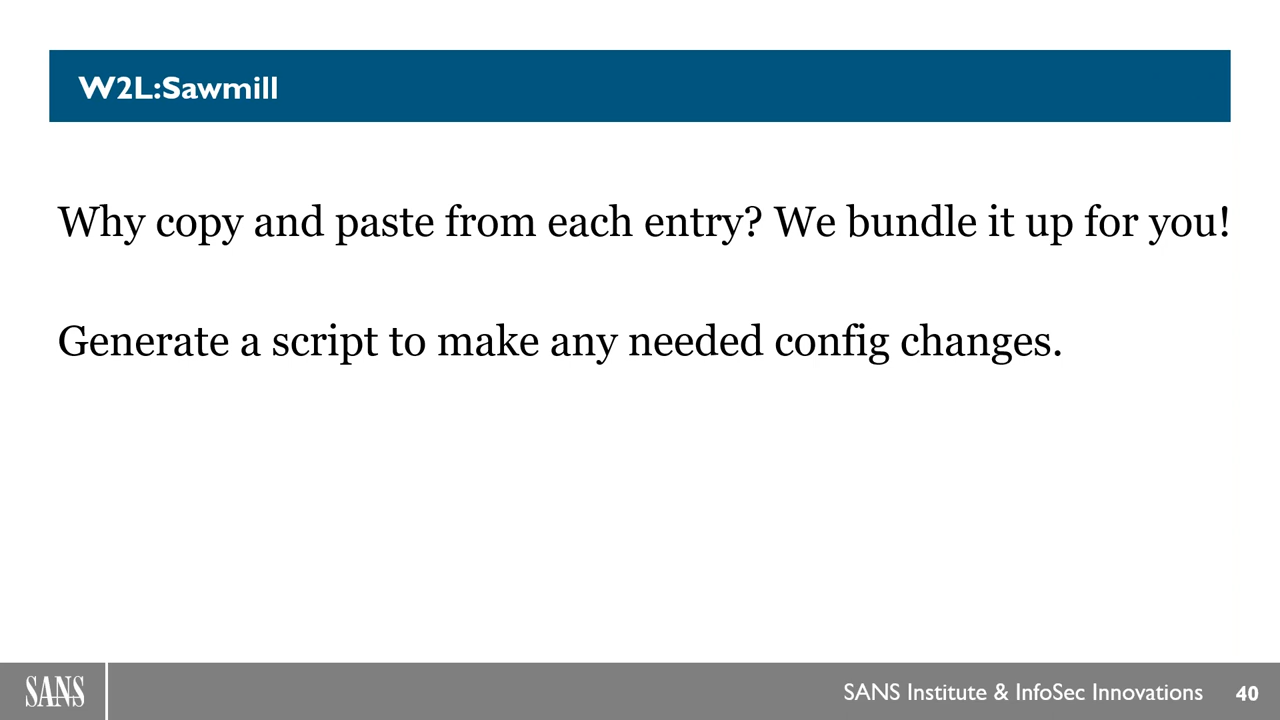 W2L:Sawmill
Why copy and paste from each entry? We bundle it up for you!
Generate a script to make any needed config changes.
SANS
SANS Institute & InfoSec Innovations
40